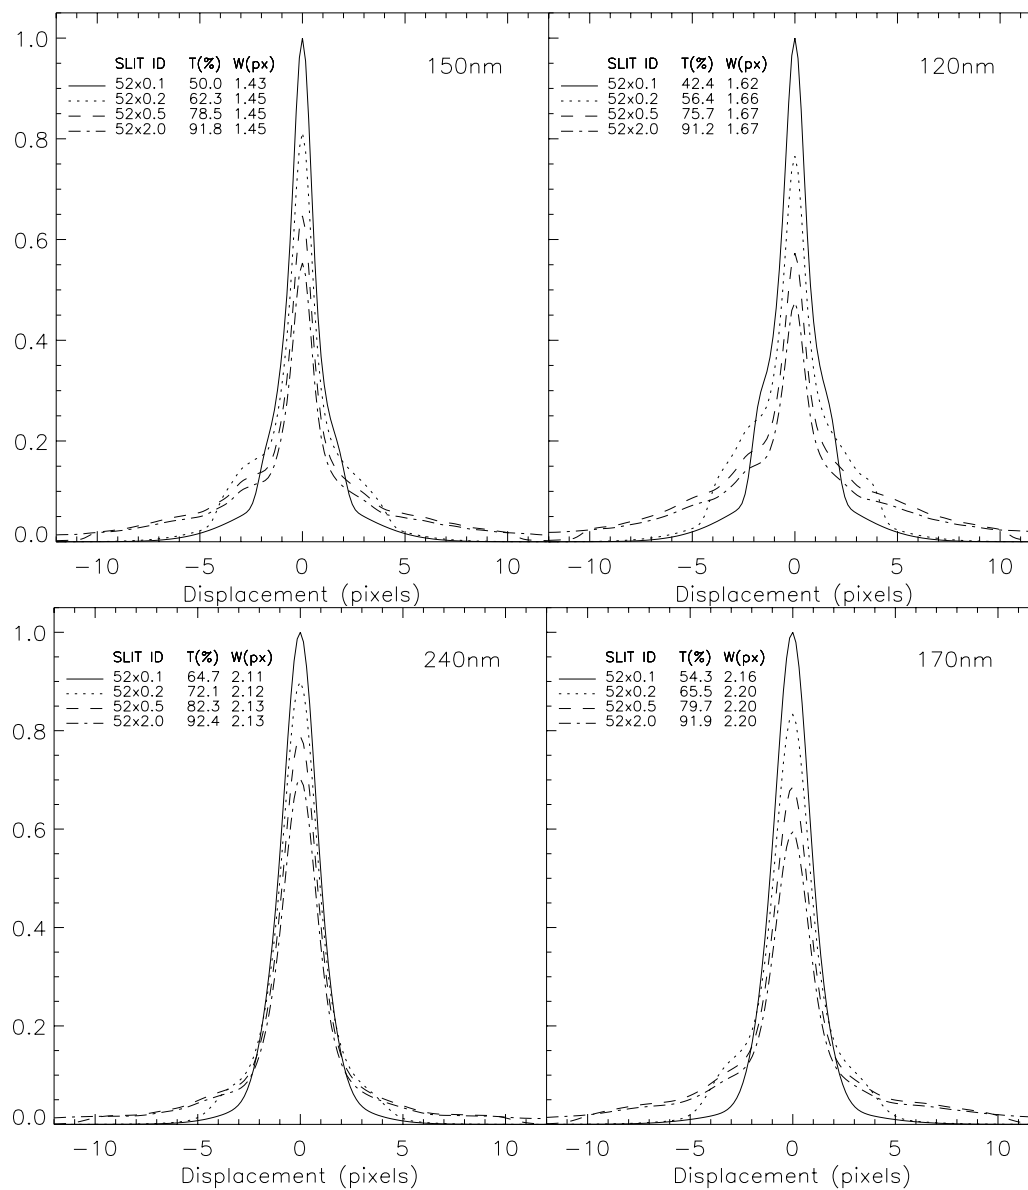 SLIT ID T(%) W(px)
150nm
52x0.1 50.0 1.43
52x0.2 62.3 1.45
52x0.5 78.5 1.45
52x2.0 91.8 1.45
SLIT ID T(%) W(px)
120nm
52x0.1 42.4 1.62
52x0.2 56.4 1.66
52x0.5 75.7 1.67
52x2.0 91.2 1.67
1.0
0.8
0.6
0.4
0.2
0.0
−10 −5 0 5 10
Displacement (pixels)
−10 −5 0 5 10
Displacement (pixels)
SLIT ID T(%) W(px)
240nm
52x0.1 64.7 2.11
52x0.2 72.1 2.12
52x0.5 82.3 2.13
52x2.0 92.4 2.13
SLIT ID T(%) W(px)
170nm
52x0.1 54.3 2.16
52x0.2 65.5 2.20
52x0.5 79.7 2.20
52x2.0 91.9 2.20
1.0
0.8
0.6
0.4
0.2
0.0
−10 −5 0 5 10
Displacement (pixels)
−10 −5 0 5 10
Displacement (pixels)